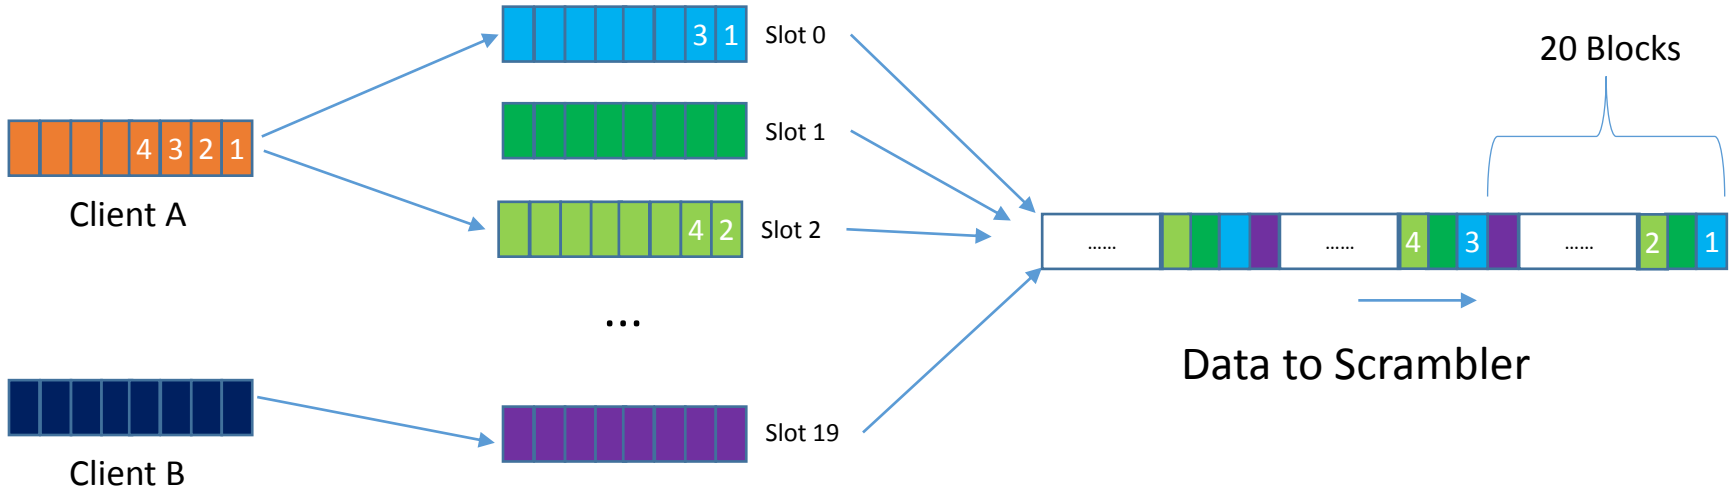 3 1
Slot 0
20 Blocks
4 3 2 1
Slot 1
Client A
4 2
Slot 2
...... ...... 4 3 ...... 2 1
...
Data to Scrambler
Slot 19
Client B